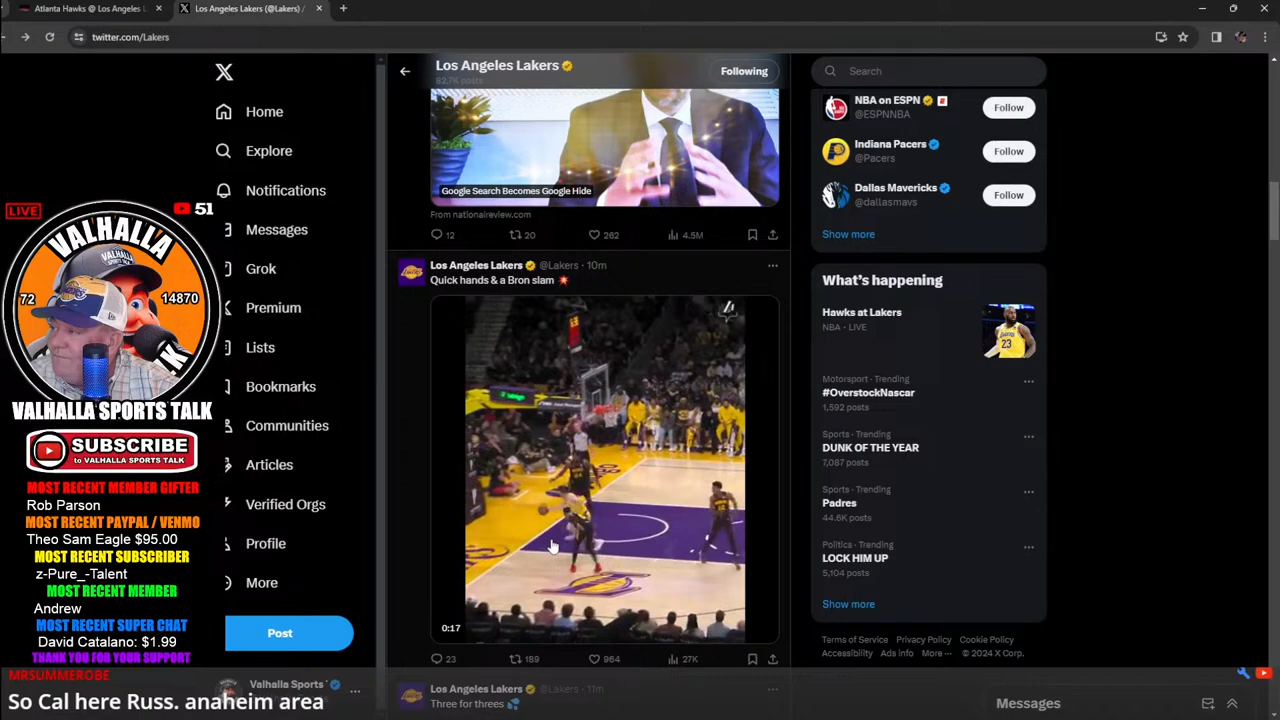 Atlanta Hawks @ Los Angeles L
Los Angeles Lakers (@Lakers) /
twitter.com/Lakers
Home
Explore
Notifications
Messages
Grok
Premium
Lists
Bookmarks
Communities
Articles
Verified Orgs
Profile
More
Post
Valhalla Sports
LIVE
51
VALHALLA
72
14870
TALK
VALHALLA SPORTS TALK
SUBSCRIBE
to VALHALLA SPORTS TALK
MOST RECENT MEMBER GIFTER
Rob Parson
MOST RECENT PAYPAL / VENMO
Theo Sam Eagle $95.00
MOST RECENT SUBSCRIBER
z-Pure_-Talent
MOST RECENT MEMBER
Andrew
MOST RECENT SUPER CHAT
David Catalano: $1.99
THANK YOU FOR YOUR SUPPORT
MRSUMMEROBE
So Cal here Russ. anaheim area
Los Angeles Lakers
82.7K posts
Following
Google Search Becomes Google Hide
From nationalreview.com
12
20
262
4.5M
Los Angeles Lakers @Lakers · 10m
Quick hands & a Bron slam 💥
0:17
23
189
964
27K
Los Angeles Lakers @Lakers · 11m
Three for threes 💦
Search
NBA on ESPN
@ESPNNBA
Follow
Indiana Pacers
@Pacers
Follow
Dallas Mavericks
@dallasmavs
Follow
Show more
What's happening
Hawks at Lakers
NBA · LIVE
Motorsport · Trending
#OverstockNascar
1,592 posts
Sports · Trending
DUNK OF THE YEAR
7,087 posts
Sports · Trending
Padres
44.6K posts
Politics · Trending
LOCK HIM UP
5,104 posts
Show more
Terms of Service Privacy Policy Cookie Policy
Accessibility Ads info More ··· © 2024 X Corp.
Messages